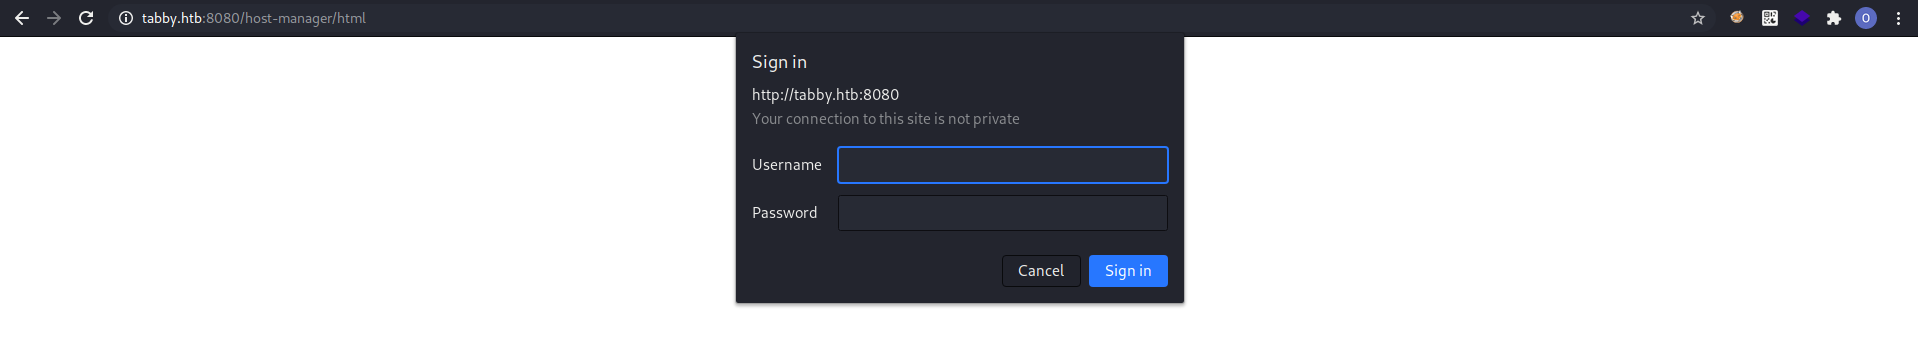 tabby.htb:8080/host-manager/html
O
Sign in
http://tabby.htb:8080
Your connection to this site is not private
Username
Password
Cancel Sign in